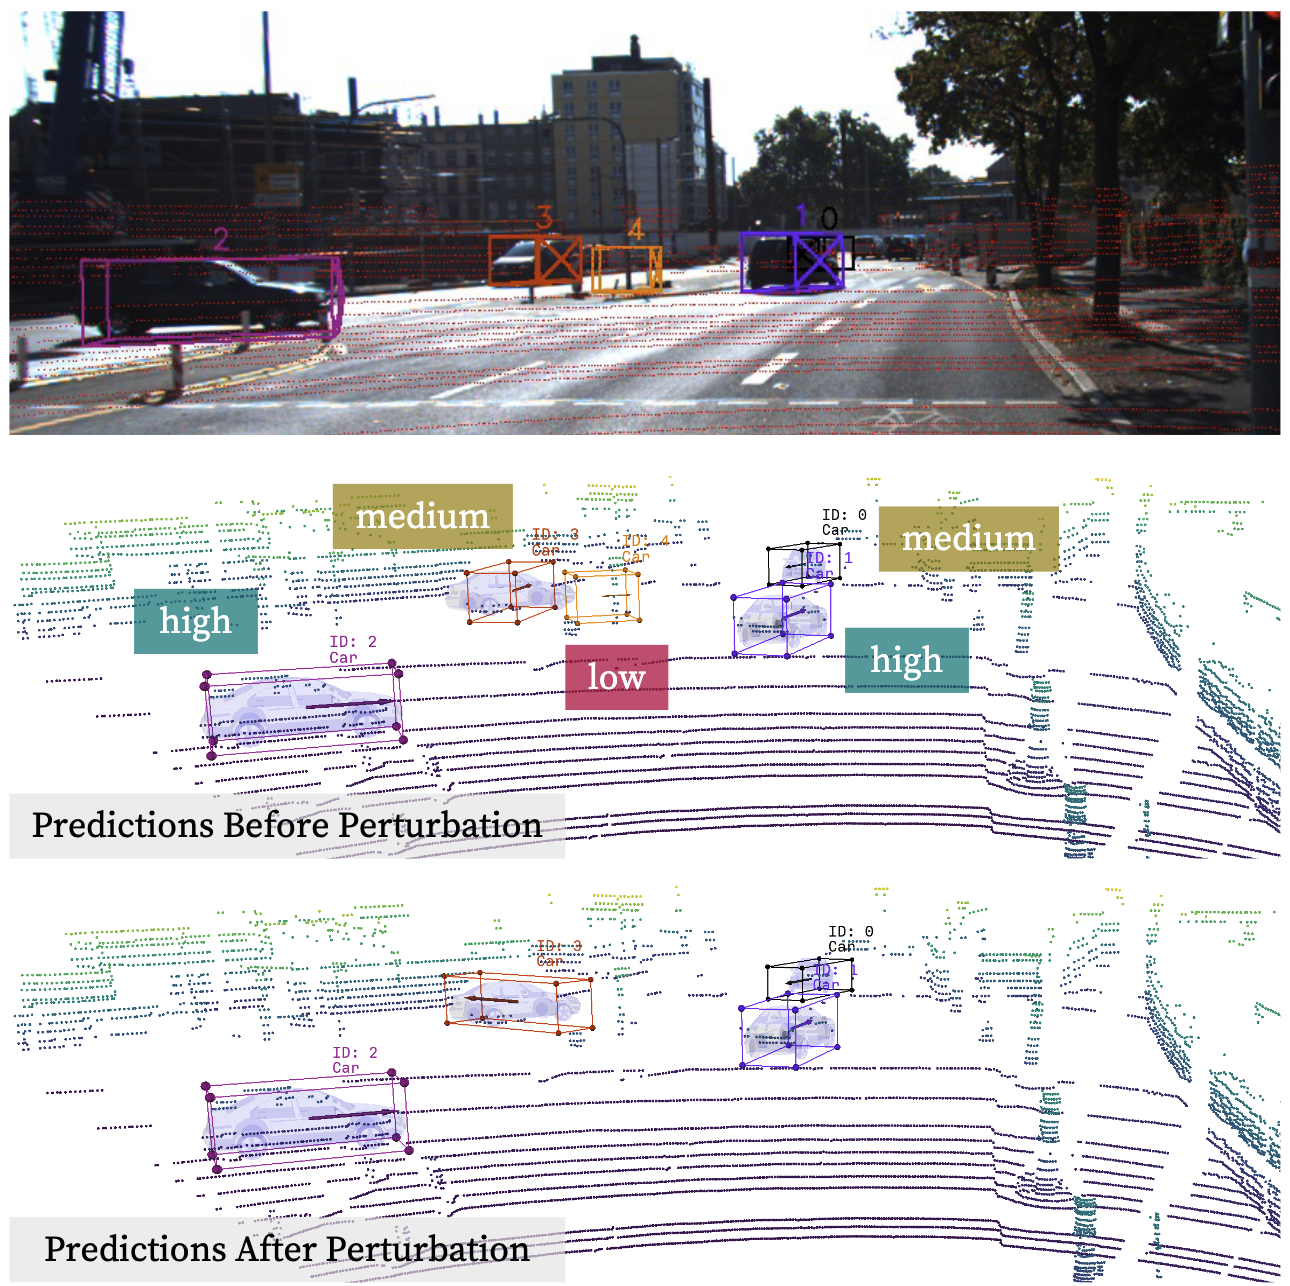 2
3
4
1
0
medium
ID: 3
Car
ID: 4
Car
ID: 0
Car
ID: 1
Car
medium
high
ID: 2
Car
low
high
Predictions Before Perturbation
ID: 3
Car
ID: 0
Car
ID: 1
Car
ID: 2
Car
Predictions After Perturbation